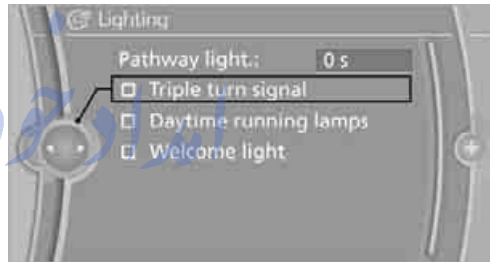 Lighting
Pathway light.: 0 s
Triple turn signal
Daytime running lamps
Welcome light